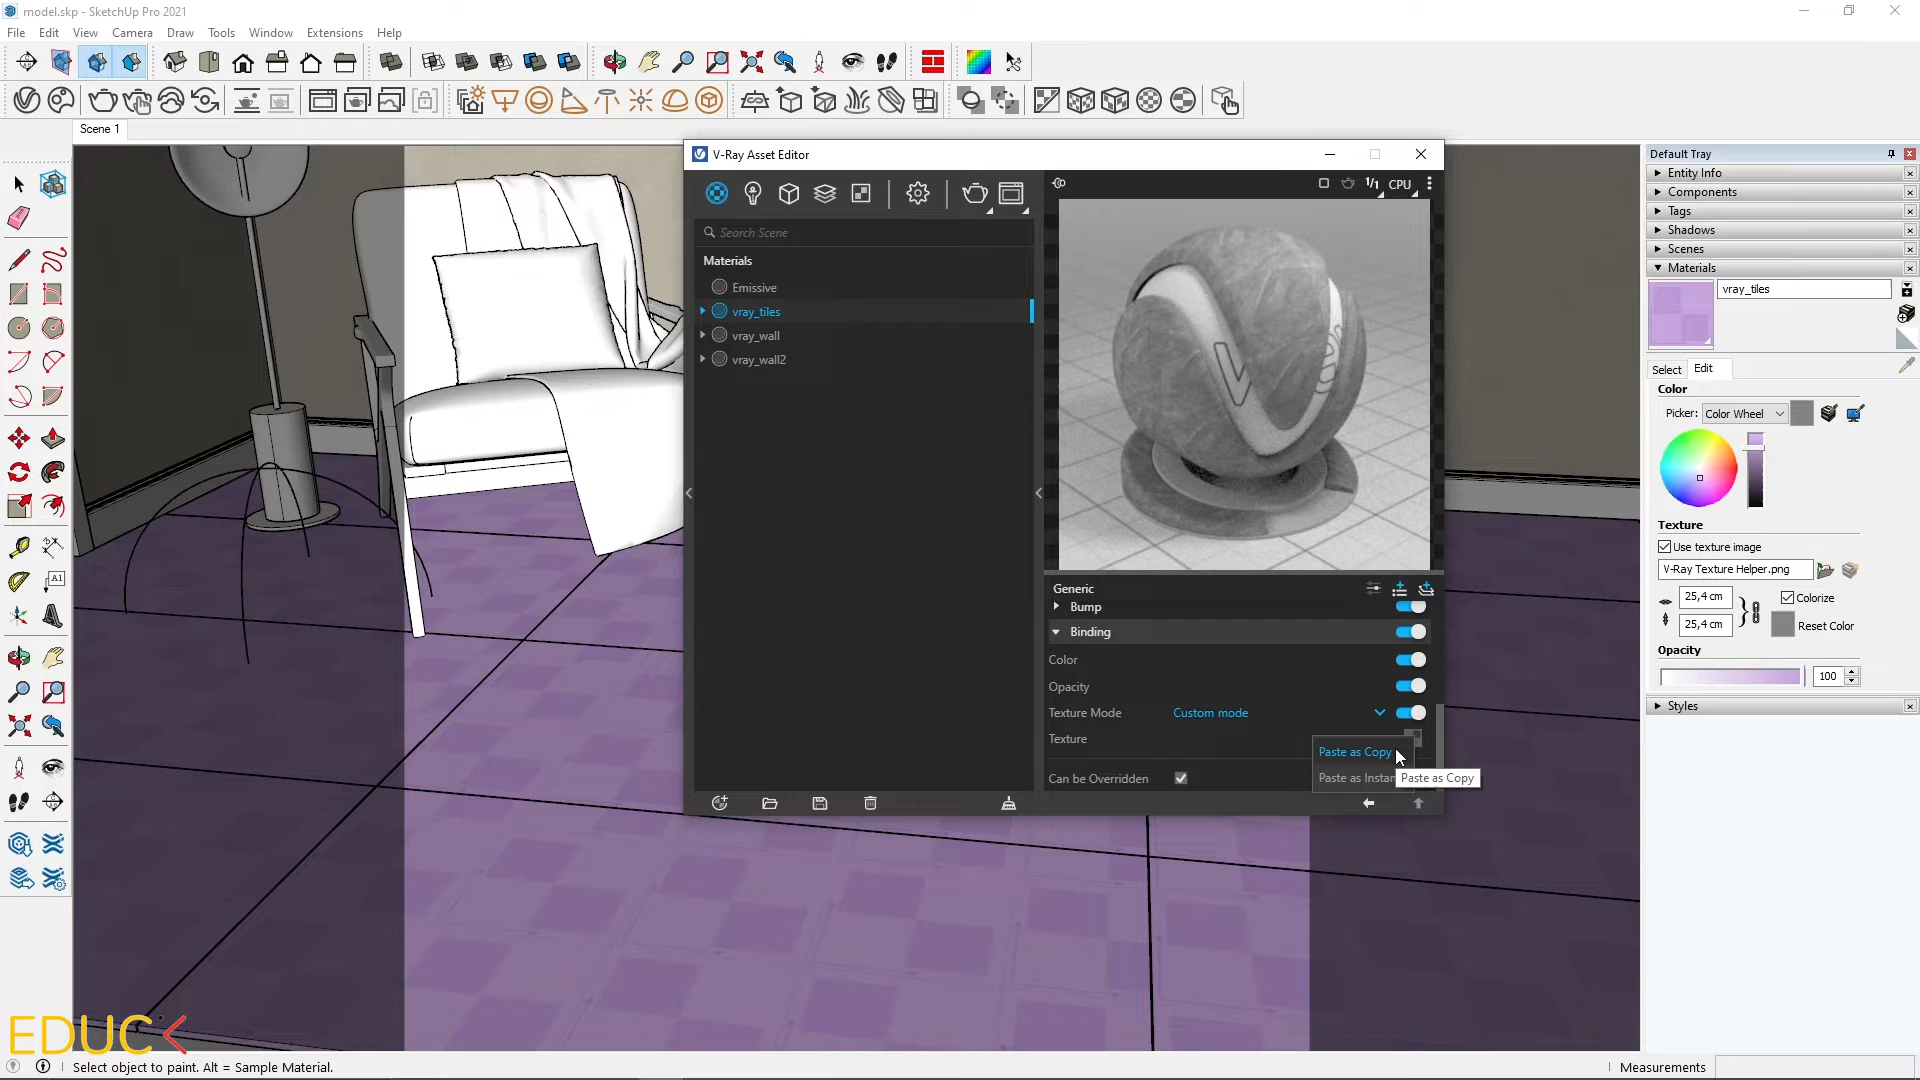 model.skp - SketchUp Pro 2021
File Edit View Camera Draw Tools Window Extensions Help
Scene 1
V-Ray Asset Editor
1/1 CPU
Search Scene
Materials
Emissive
vray_tiles
vray_wall
vray_wall2
Generic
Bump
Binding
Color
Opacity
Texture Mode Custom mode
Texture
Paste as Copy
Can be Overridden
Paste as Instan
Paste as Copy
Default Tray
Entity Info
Components
Tags
Shadows
Scenes
Materials
vray_tiles
Select Edit
Color
Picker: Color Wheel
Texture
Use texture image
V-Ray Texture Helper.png
25,4 cm
Colorize
25,4 cm
Reset Color
Opacity
100
Styles
A1
EDUC
Select object to paint. Alt = Sample Material.
Measurements